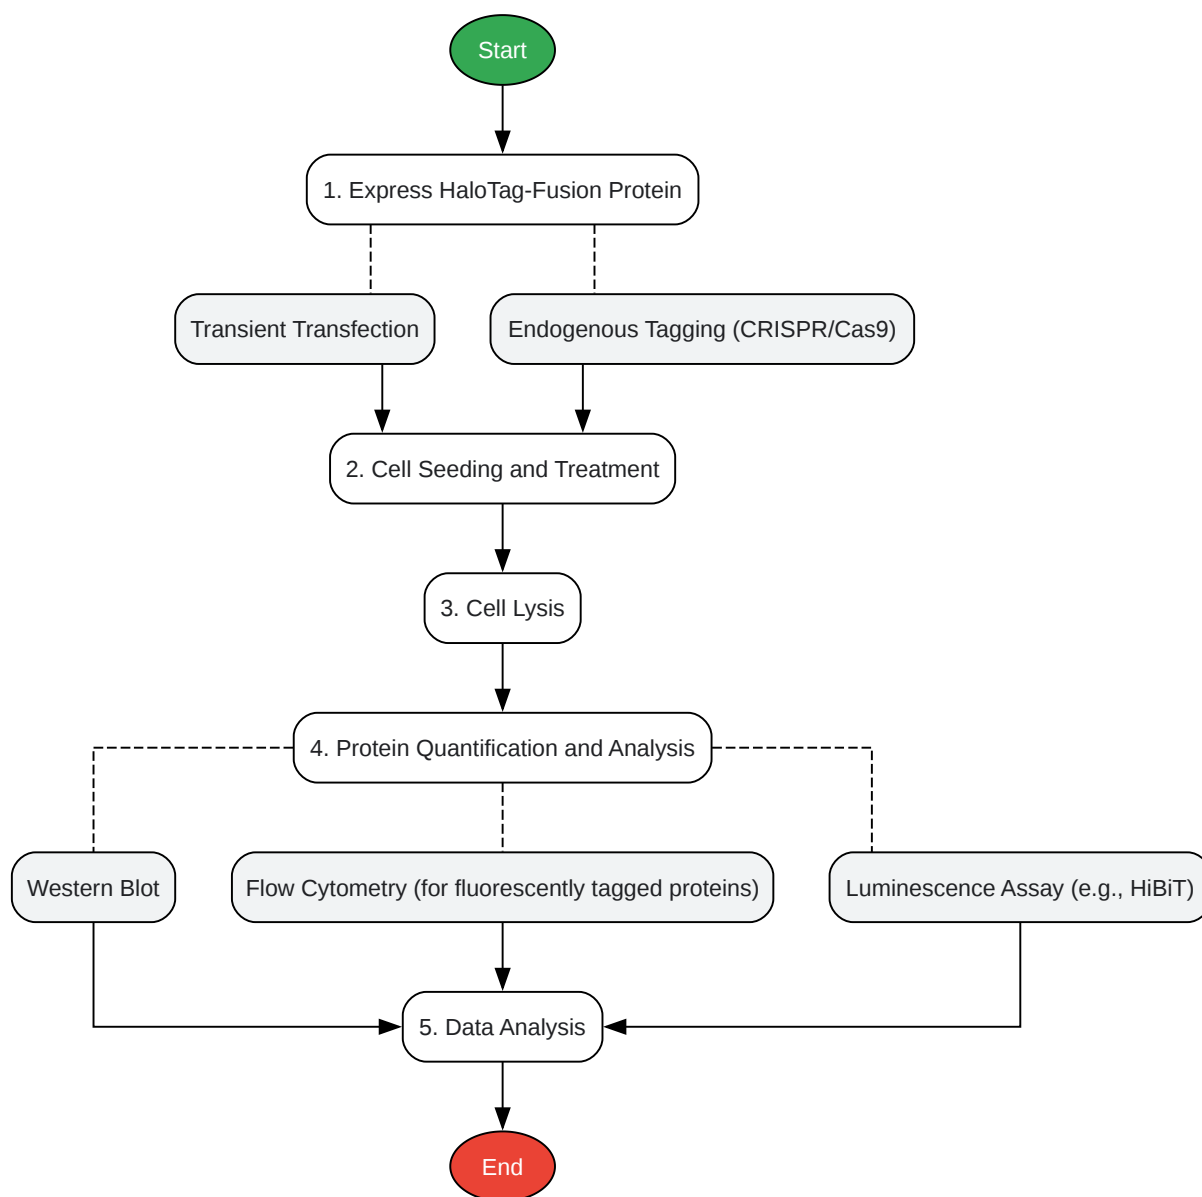 Start
1. Express HaloTag-Fusion Protein
Transient Transfection
Endogenous Tagging (CRISPR/Cas9)
2. Cell Seeding and Treatment
3. Cell Lysis
4. Protein Quantification and Analysis
Western Blot
Flow Cytometry (for fluorescently tagged proteins)
Luminescence Assay (e.g., HiBiT)
5. Data Analysis
End